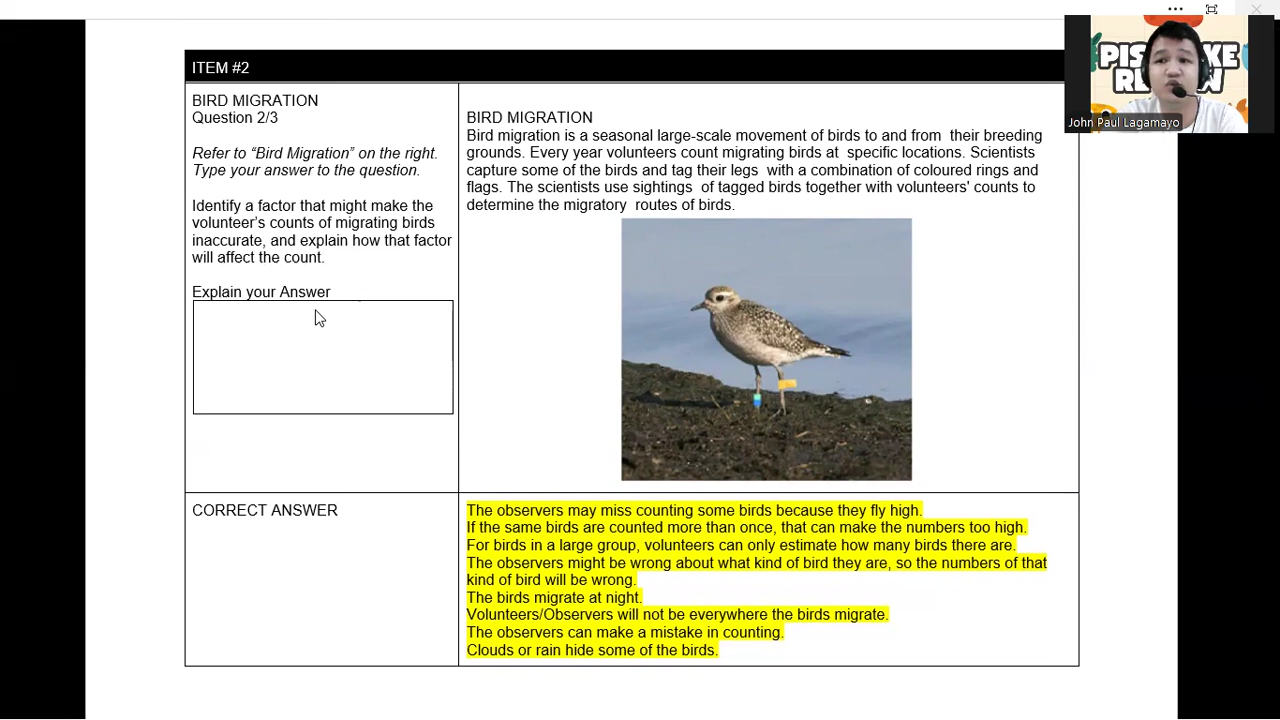 ITEM #2
BIRD MIGRATION
Question 2/3
Refer to “Bird Migration” on the right.
Type your answer to the question.
Identify a factor that might make the
volunteer’s counts of migrating birds
inaccurate, and explain how that factor
will affect the count.
Explain your Answer
BIRD MIGRATION
Bird migration is a seasonal large-scale movement of birds to and from their breeding
grounds. Every year volunteers count migrating birds at specific locations. Scientists
capture some of the birds and tag their legs with a combination of coloured rings and
flags. The scientists use sightings of tagged birds together with volunteers' counts to
determine the migratory routes of birds.
CORRECT ANSWER
The observers may miss counting some birds because they fly high.
If the same birds are counted more than once, that can make the numbers too high.
For birds in a large group, volunteers can only estimate how many birds there are.
The observers might be wrong about what kind of bird they are, so the numbers of that
kind of bird will be wrong.
The birds migrate at night.
Volunteers/Observers will not be everywhere the birds migrate.
The observers can make a mistake in counting.
Clouds or rain hide some of the birds.
John Paul Lagamayo